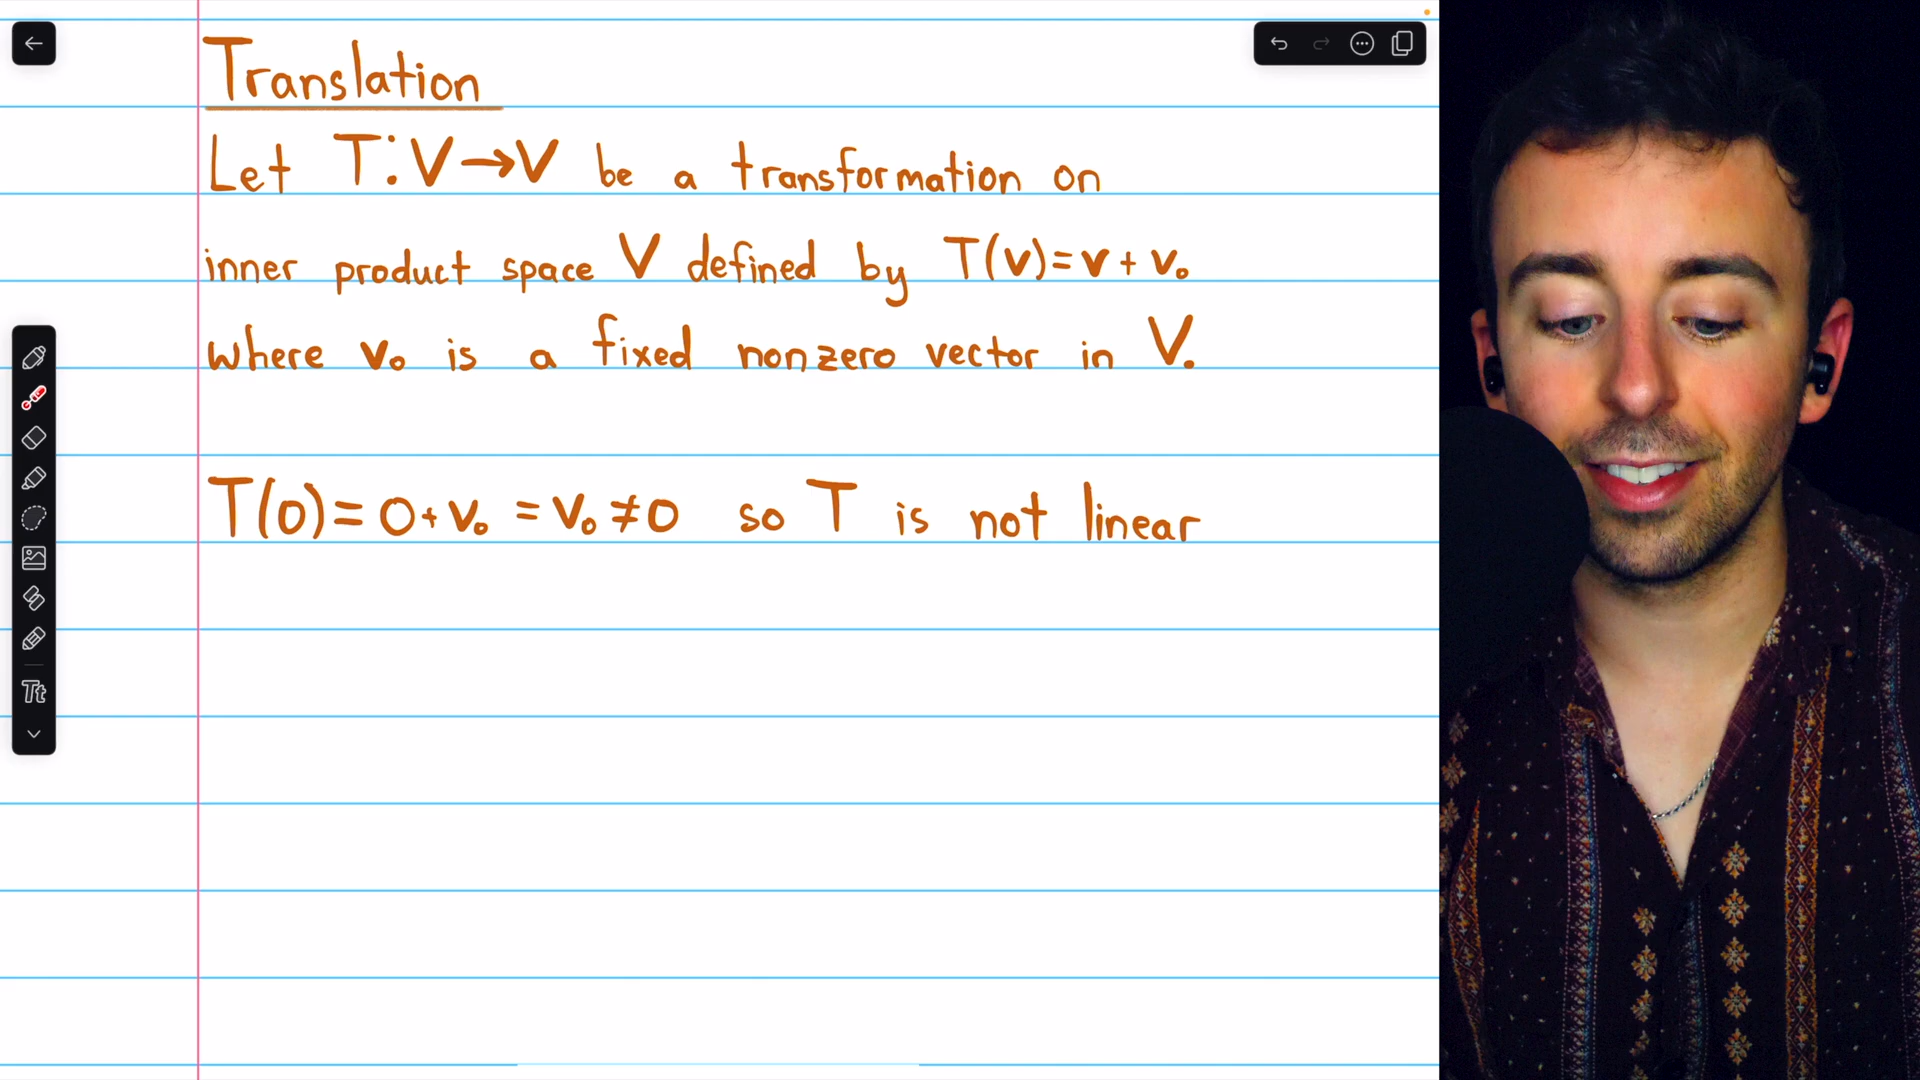 Translation
Let T:V→V be a transformation on
inner product space V defined by T(v)=v+v₀
where v₀ is a fixed nonzero vector in V.
T(0)=0+v₀ =v₀≠0 so T is not linear
Tt